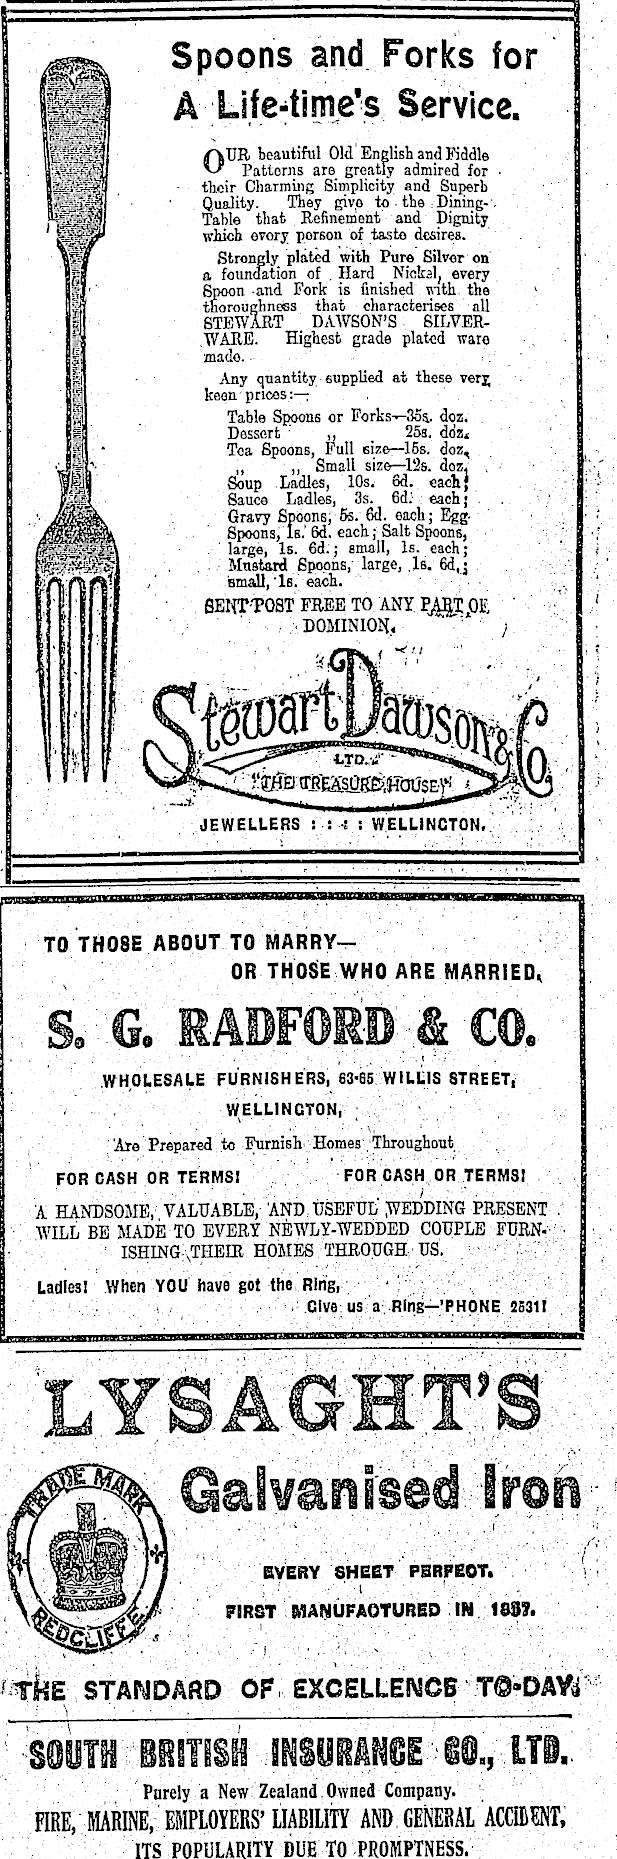 Spoons and Forks for
A Life-time's Service.
OUR beautiful Old English and Fiddle
Patterns are greatly admired for
their Charming Simplicity and Superb
Quality. They give to the Dining-
Table that Refinement and Dignity
which every person of taste desires.
Strongly plated with Pure Silver on
a foundation of Hard Nickel, every
Spoon and Fork is finished with the
thoroughness that characterises all
STEWART DAWSON'S SILVER-
WARE. Highest grade plated ware
made.
Any quantity supplied at these very
keen prices:—
Table Spoons or Forks—35s. doz.
Dessert „ 25s. doz.
Tea Spoons, Full size—15s. doz.
„ „ Small size—12s. doz.
Soup Ladles, 10s. 6d. each;
Sauce Ladles, 3s. 6d. each;
Gravy Spoons, 5s. 6d. each; Egg
Spoons, 1s. 6d. each; Salt Spoons,
large, 1s. 6d.; small, 1s. each;
Mustard Spoons, large, 1s. 6d.;
small, 1s. each.
SENT POST FREE TO ANY PART OF
DOMINION.
Stewart Dawson & Co.
LTD.
"THE TREASURE HOUSE"
JEWELLERS : : : : WELLINGTON.
TO THOSE ABOUT TO MARRY—
OR THOSE WHO ARE MARRIED,
S. G. RADFORD & CO.
WHOLESALE FURNISHERS, 63-65 WILLIS STREET,
WELLINGTON,
Are Prepared to Furnish Homes Throughout
FOR CASH OR TERMS! FOR CASH OR TERMS!
A HANDSOME, VALUABLE, AND USEFUL WEDDING PRESENT
WILL BE MADE TO EVERY NEWLY-WEDDED COUPLE FURN-
ISHING THEIR HOMES THROUGH US.
Ladies! When YOU have got the Ring,
Give us a Ring—'PHONE 2531!
LYSAGHT'S
Galvanised Iron
TRADE MARK
REDCLIFFE
EVERY SHEET PERFECT.
FIRST MANUFACTURED IN 1857.
THE STANDARD OF EXCELLENCE TO-DAY.
SOUTH BRITISH INSURANCE CO., LTD.
Purely a New Zealand Owned Company.
FIRE, MARINE, EMPLOYERS' LIABILITY AND GENERAL ACCIDENT,
ITS POPULARITY DUE TO PROMPTNESS.